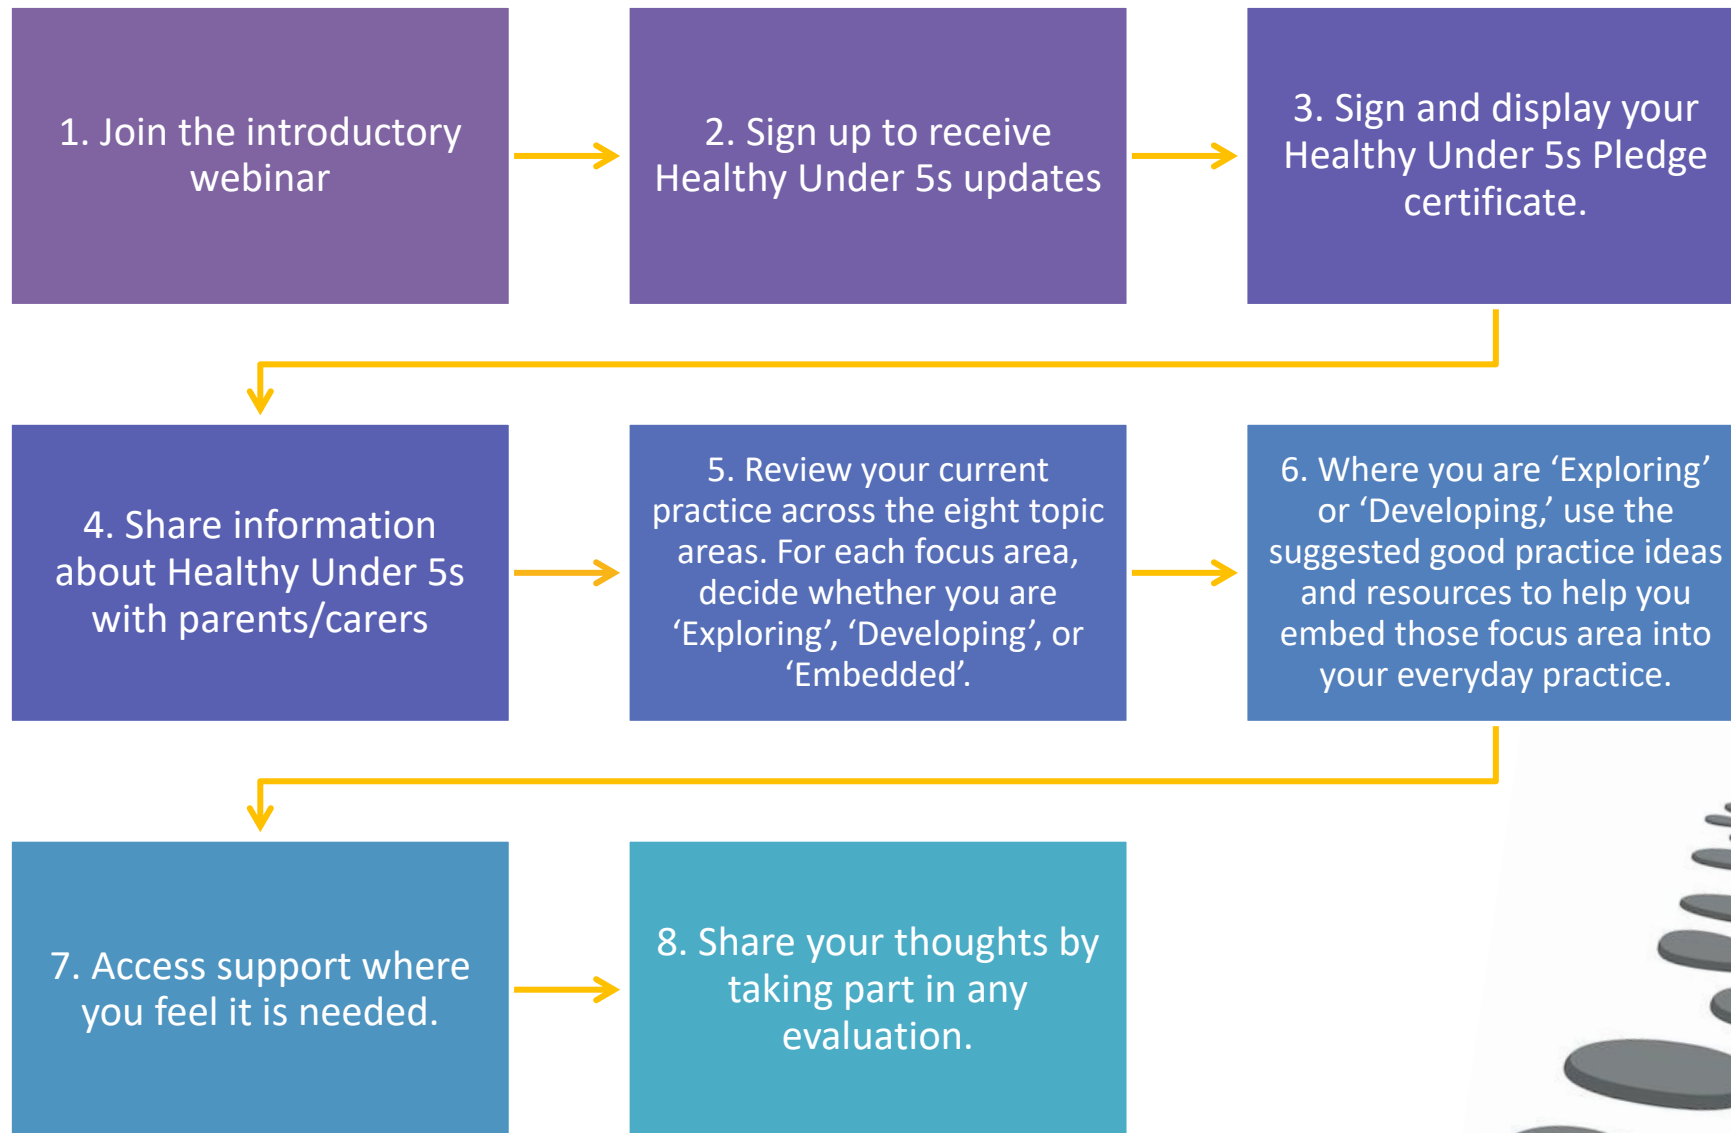 1. Join the introductory
webinar
2. Sign up to receive
Healthy Under 5s updates
3. Sign and display your
Healthy Under 5s Pledge
certificate.
4. Share information
about Healthy Under 5s
with parents/carers
5. Review your current
practice across the eight topic
areas. For each focus area,
decide whether you are
‘Exploring’, ‘Developing’, or
‘Embedded’.
6. Where you are ‘Exploring’
or ‘Developing,’ use the
suggested good practice ideas
and resources to help you
embed those focus area into
your everyday practice.
7. Access support where
you feel it is needed.
8. Share your thoughts by
taking part in any
evaluation.